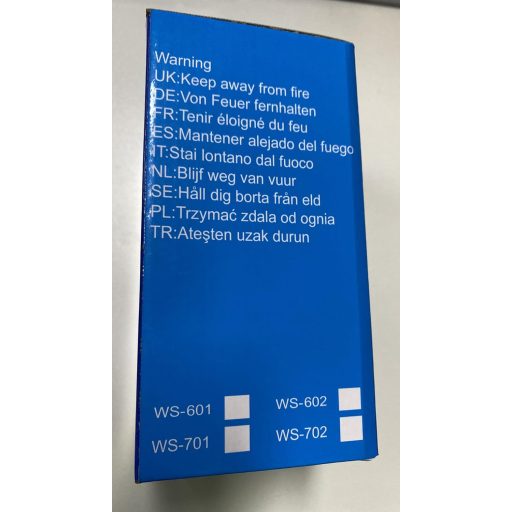 Warning
UK:Keep away from fire
DE:Von Feuer fernhalten
FR:Tenir éloigné du feu
ES:Mantener alejado del fuego
IT:Stai lontano dal fuoco
NL:Blijf weg van vuur
SE:Håll dig borta från eld
PL:Trzymać zdala od ognia
TR:Ateşten uzak durun
WS-601 WS-602
WS-701 WS-702